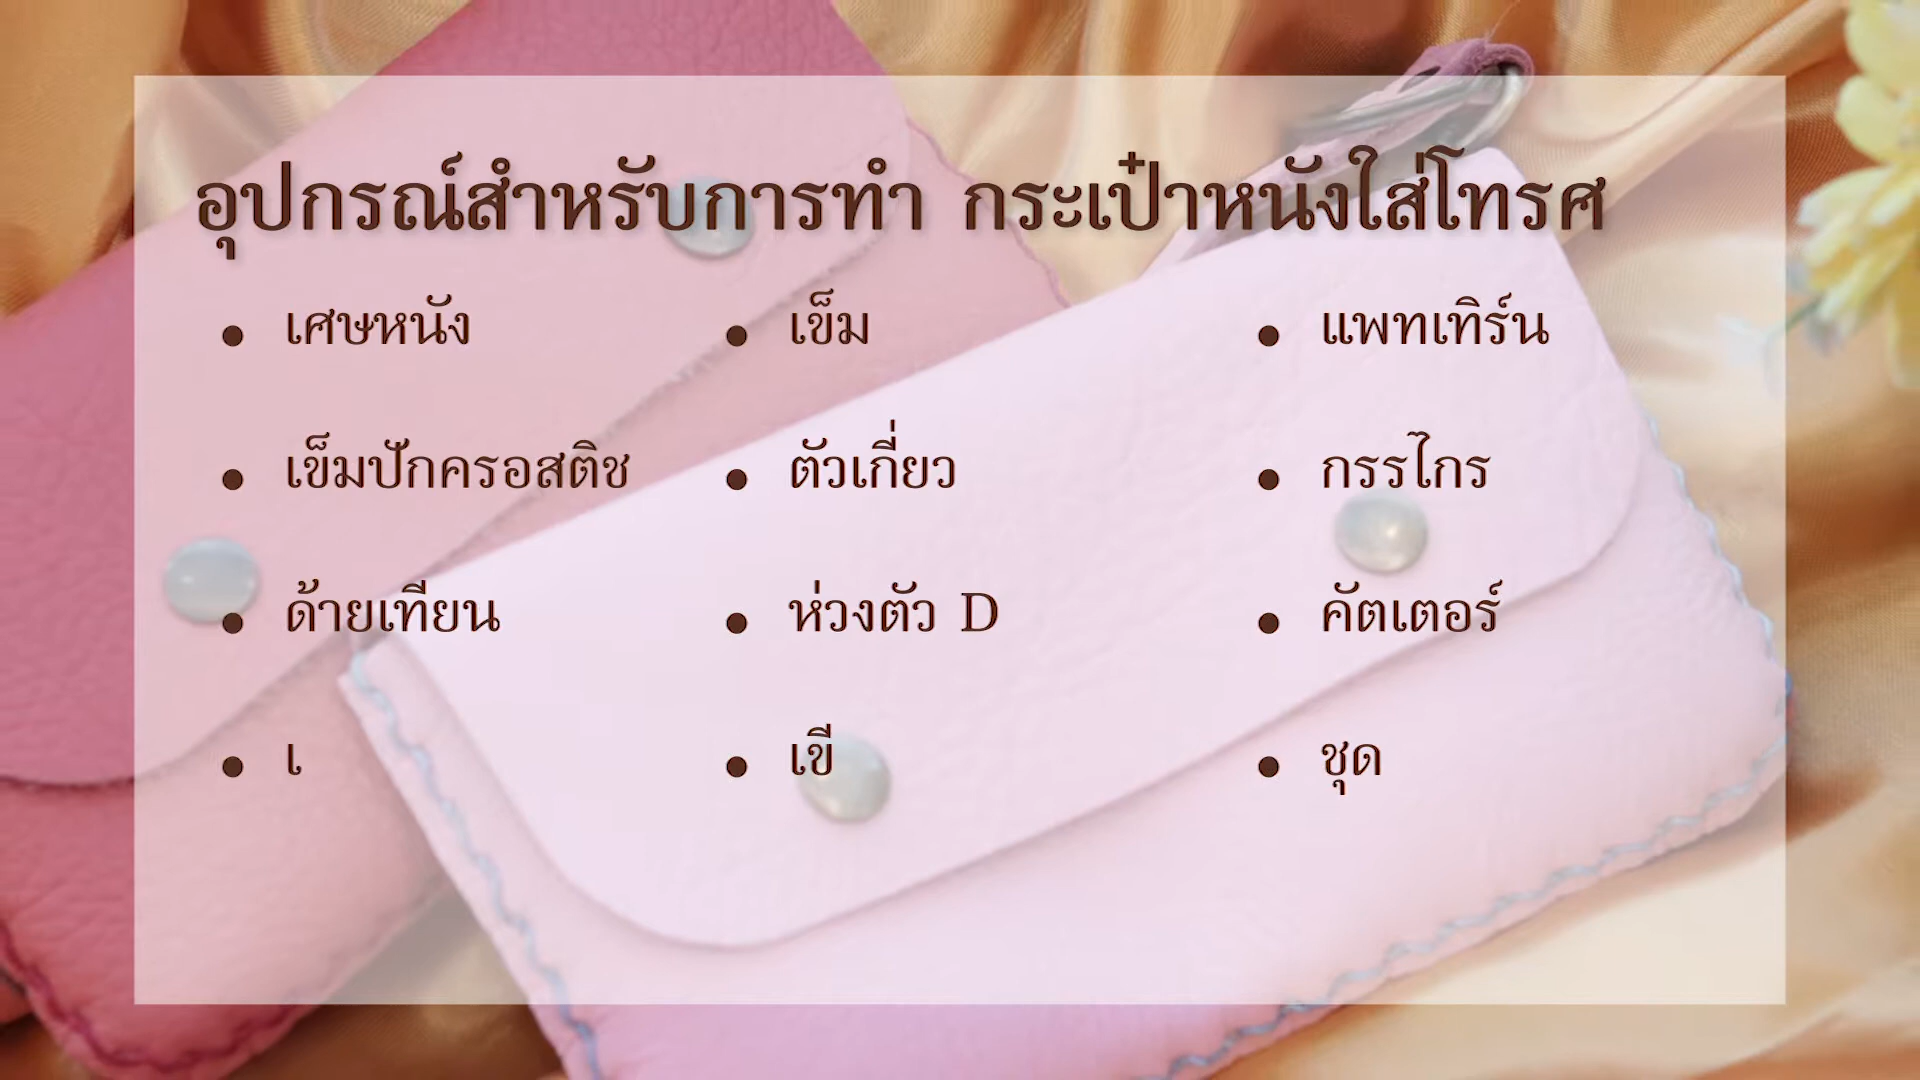 อุปกรณ์สำหรับการทำ กระเป๋าหนังใส่โทรศ
• เศษหนัง
• เข็มปักครอสติช
• ด้ายเทียน
• เ
• เข็ม
• ตัวเกี่ยว
• ห่วงตัว D
• เขี
• แพทเทิร์น
• กรรไกร
• คัตเตอร์
• ชุด